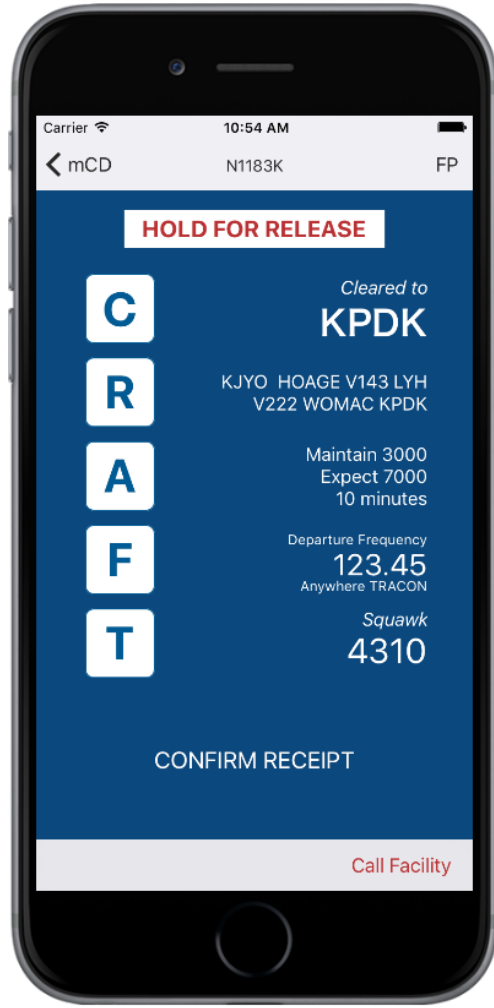 Carrier 10:54 AM
mCD N1183K FP
HOLD FOR RELEASE
C
Cleared to
KPDK
R
KJYO HOAGE V143 LYH
V222 WOMAC KPDK
A
Maintain 3000
Expect 7000
10 minutes
F
Departure Frequency
123.45
Anywhere TRACON
T
Squawk
4310
CONFIRM RECEIPT
Call Facility